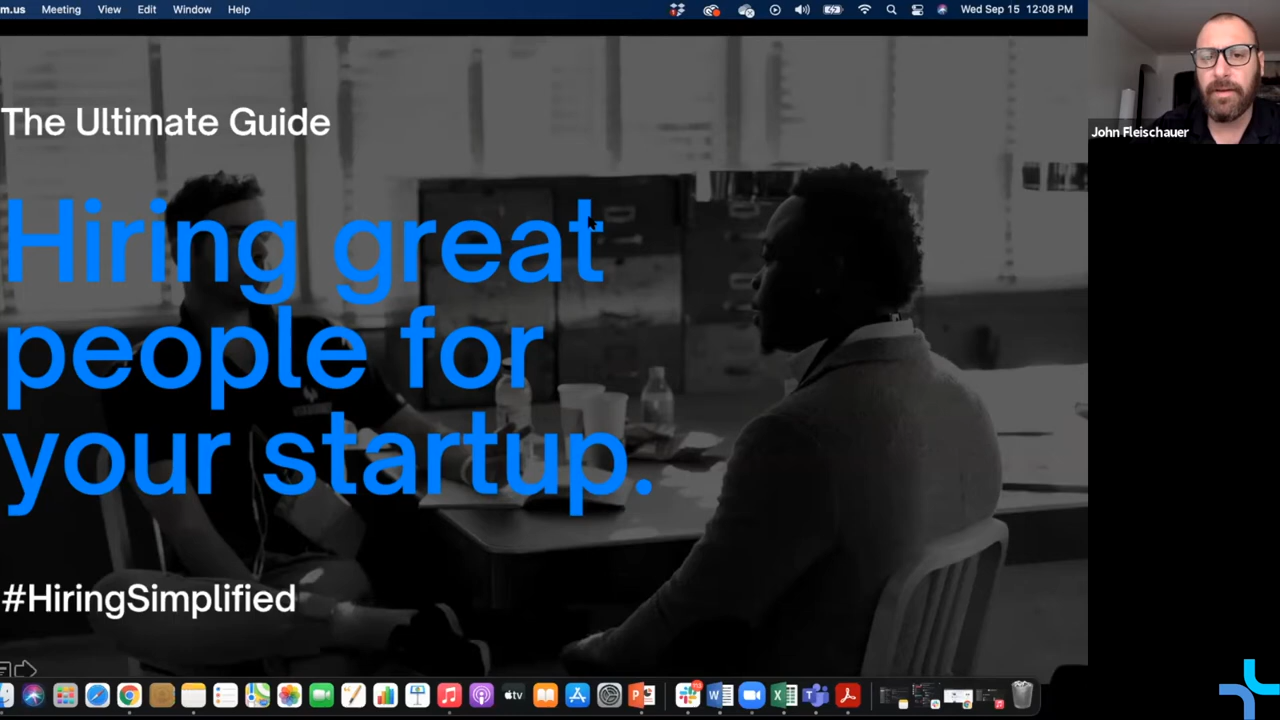 m.us Meeting View Edit Window Help Wed Sep 15 12:08 PM
The Ultimate Guide
Hiring great
people for
your startup.
#HiringSimplified
John Fleischauer
tv